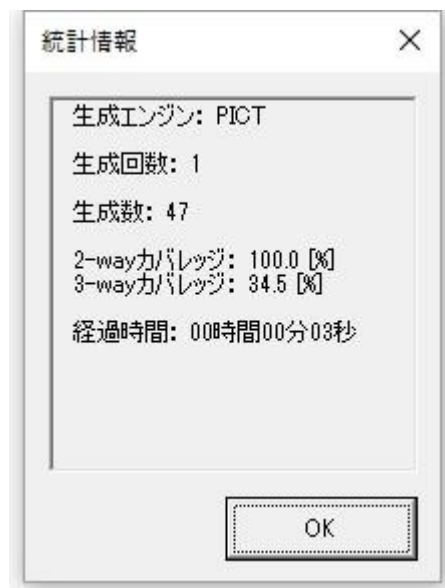 統計情報
生成エンジン: PICT
生成回数: 1
生成数: 47
2-wayカバレッジ: 100.0 [%]
3-wayカバレッジ: 34.5 [%]
経過時間: 00時間00分03秒
OK